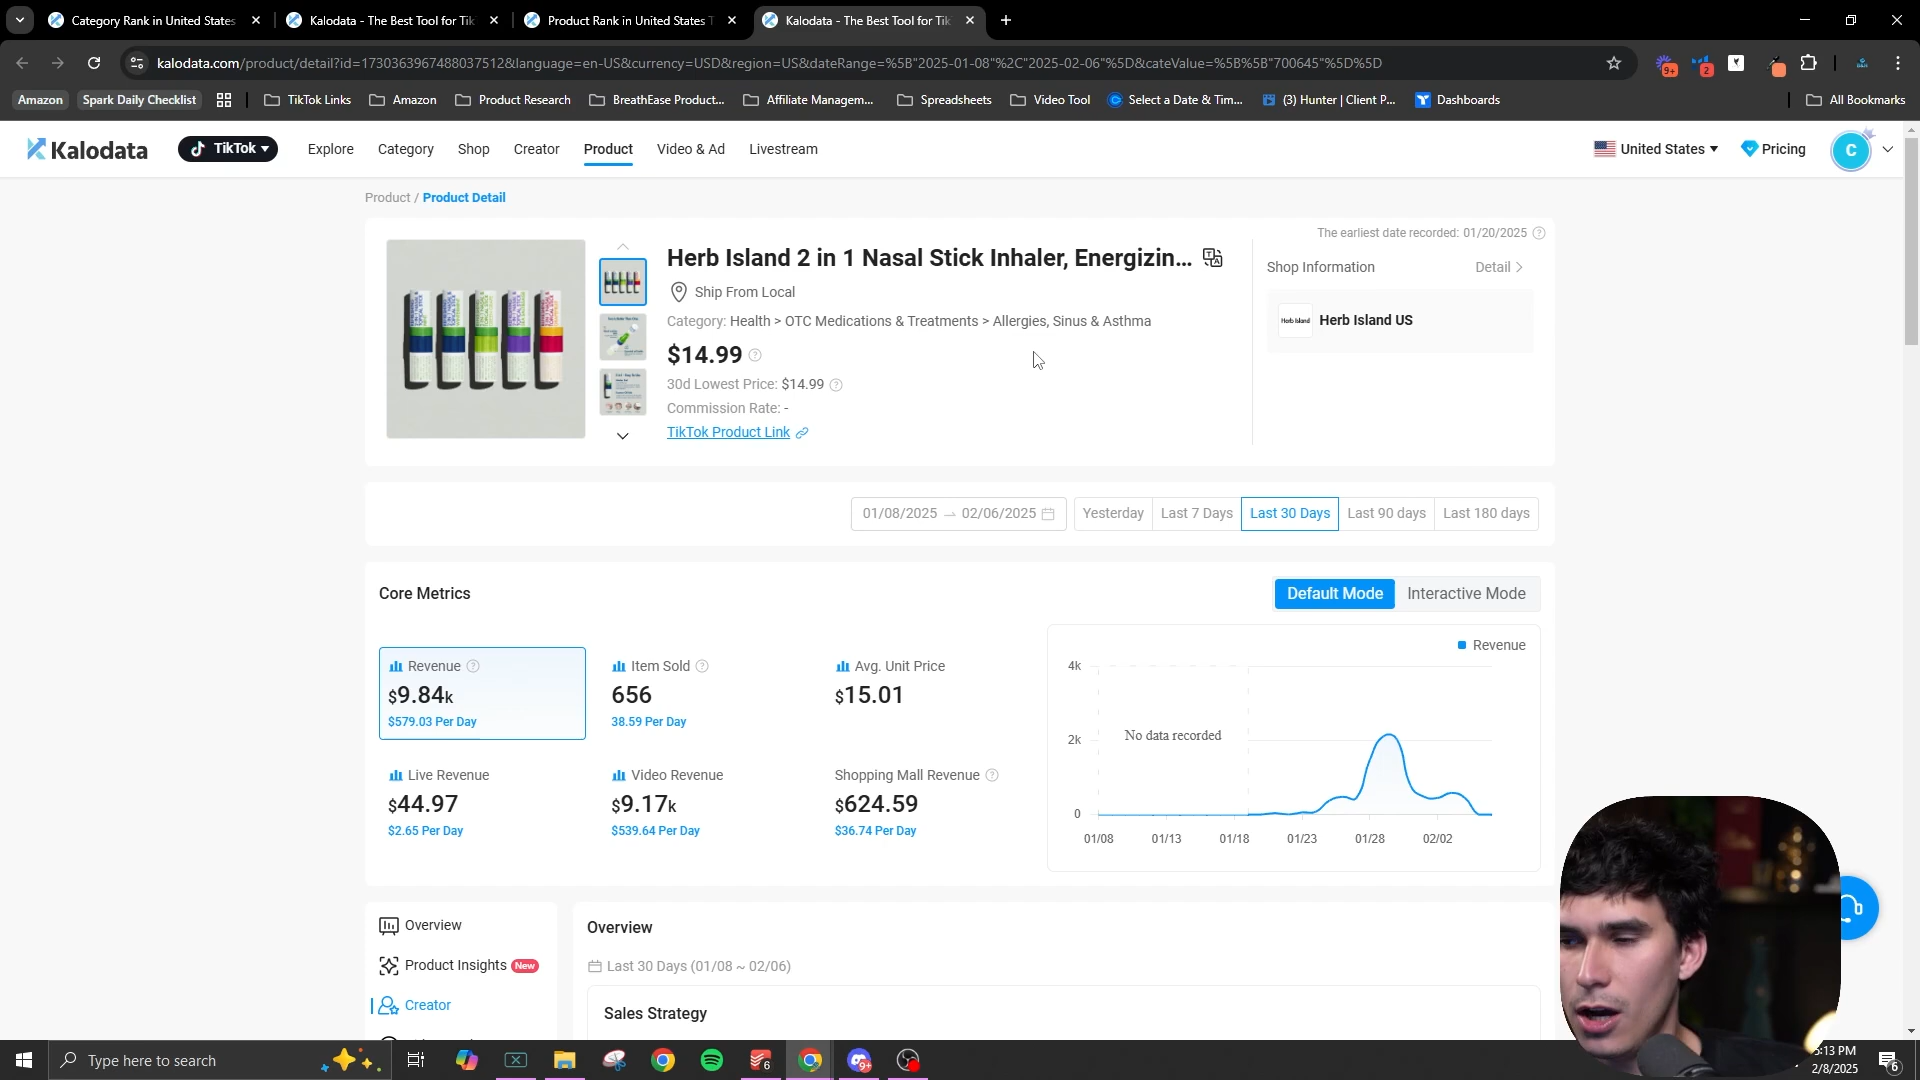 Category Rank in United States
Kalodata - The Best Tool for Tik
Product Rank in United States T
Kalodata - The Best Tool for Tik
kalodata.com/product/detail?id=1730363967488037512&language=en-US&currency=USD&region=US&dateRange=%5B"2025-01-08"%2C"2025-02-06"%5D&cateValue=%5B%5B"700645"%5D%5D
9+
2
Amazon
Spark Daily Checklist
TikTok Links
Amazon
Product Research
BreathEase Product...
Affiliate Managem...
Spreadsheets
Video Tool
Select a Date & Tim...
(3) Hunter | Client P...
Dashboards
All Bookmarks
Kalodata
TikTok
Explore
Category
Shop
Creator
Product
Video & Ad
Livestream
United States
Pricing
C
Product / Product Detail
The earliest date recorded: 01/20/2025
Herb Island 2 in 1 Nasal Stick Inhaler, Energizin...
Ship From Local
Category: Health > OTC Medications & Treatments > Allergies, Sinus & Asthma
$14.99
30d Lowest Price: $14.99
Commission Rate: -
TikTok Product Link
Shop Information
Detail >
Herb Island
Herb Island US
01/08/2025 → 02/06/2025
Yesterday
Last 7 Days
Last 30 Days
Last 90 days
Last 180 days
Core Metrics
Default Mode
Interactive Mode
Revenue
$9.84k
$579.03 Per Day
Item Sold
656
38.59 Per Day
Avg. Unit Price
$15.01
Live Revenue
$44.97
$2.65 Per Day
Video Revenue
$9.17k
$539.64 Per Day
Shopping Mall Revenue
$624.59
$36.74 Per Day
Revenue
4k
2k
0
No data recorded
01/08
01/13
01/18
01/23
01/28
02/02
Overview
Product Insights New
Creator
Overview
Last 30 Days (01/08 ~ 02/06)
Sales Strategy
Type here to search
6
9+
5:13 PM
2/8/2025
6